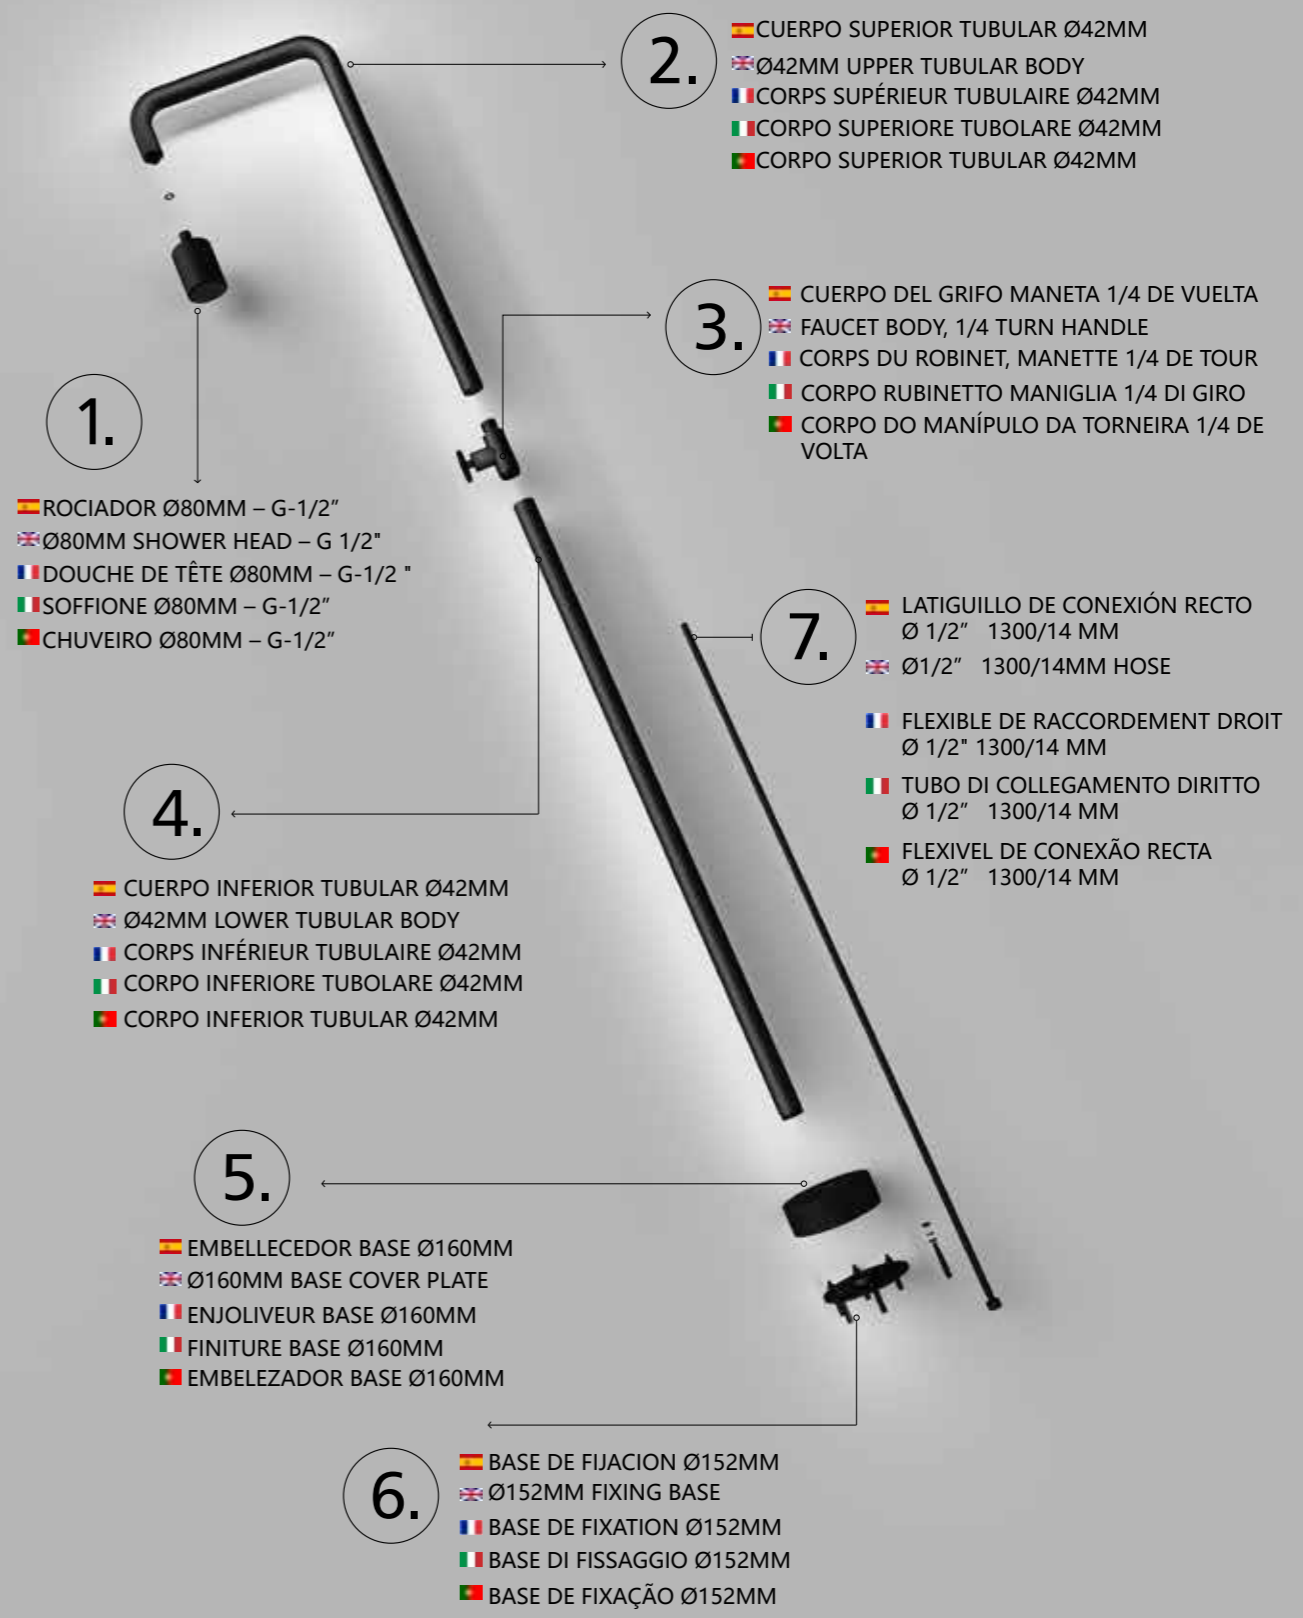 2.
CUERPO SUPERIOR TUBULAR Ø42MM
Ø42MM UPPER TUBULAR BODY
CORPS SUPÉRIEUR TUBULAIRE Ø42MM
CORPO SUPERIORE TUBOLARE Ø42MM
CORPO SUPERIOR TUBULAR Ø42MM
3.
CUERPO DEL GRIFO MANETA 1/4 DE VUELTA
FAUCET BODY, 1/4 TURN HANDLE
CORPS DU ROBINET, MANETTE 1/4 DE TOUR
CORPO RUBINETTO MANIGLIA 1/4 DI GIRO
CORPO DO MANÍPULO DA TORNEIRA 1/4 DE
VOLTA
1.
ROCIADOR Ø80MM – G-1/2”
Ø80MM SHOWER HEAD – G 1/2"
DOUCHE DE TÊTE Ø80MM – G-1/2 "
SOFFIONE Ø80MM – G-1/2”
CHUVEIRO Ø80MM – G-1/2”
7.
LATIGUILLO DE CONEXIÓN RECTO
Ø 1/2” 1300/14 MM
Ø1/2” 1300/14MM HOSE
FLEXIBLE DE RACCORDEMENT DROIT
Ø 1/2" 1300/14 MM
TUBO DI COLLEGAMENTO DIRITTO
Ø 1/2” 1300/14 MM
FLEXIVEL DE CONEXÃO RECTA
Ø 1/2” 1300/14 MM
4.
CUERPO INFERIOR TUBULAR Ø42MM
Ø42MM LOWER TUBULAR BODY
CORPS INFÉRIEUR TUBULAIRE Ø42MM
CORPO INFERIORE TUBOLARE Ø42MM
CORPO INFERIOR TUBULAR Ø42MM
5.
EMBELLECEDOR BASE Ø160MM
Ø160MM BASE COVER PLATE
ENJOLIVEUR BASE Ø160MM
FINITURE BASE Ø160MM
EMBELEZADOR BASE Ø160MM
6.
BASE DE FIJACION Ø152MM
Ø152MM FIXING BASE
BASE DE FIXATION Ø152MM
BASE DI FISSAGGIO Ø152MM
BASE DE FIXAÇÃO Ø152MM